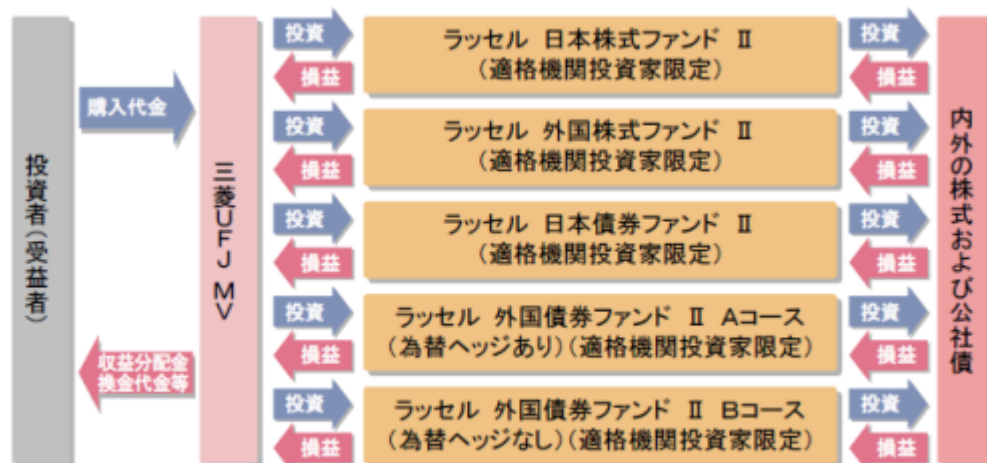 投資者(受益者)
購入代金
収益分配金
換金代金等
三菱UFJ MV
投資
損益
ラッセル 日本株式ファンド Ⅱ
(適格機関投資家限定)
投資
損益
投資
損益
ラッセル 外国株式ファンド Ⅱ
(適格機関投資家限定)
投資
損益
投資
損益
ラッセル 日本債券ファンド Ⅱ
(適格機関投資家限定)
投資
損益
投資
損益
ラッセル 外国債券ファンド Ⅱ Aコース
(為替ヘッジあり)(適格機関投資家限定)
投資
損益
投資
損益
ラッセル 外国債券ファンド Ⅱ Bコース
(為替ヘッジなし)(適格機関投資家限定)
投資
損益
内外の株式および公社債